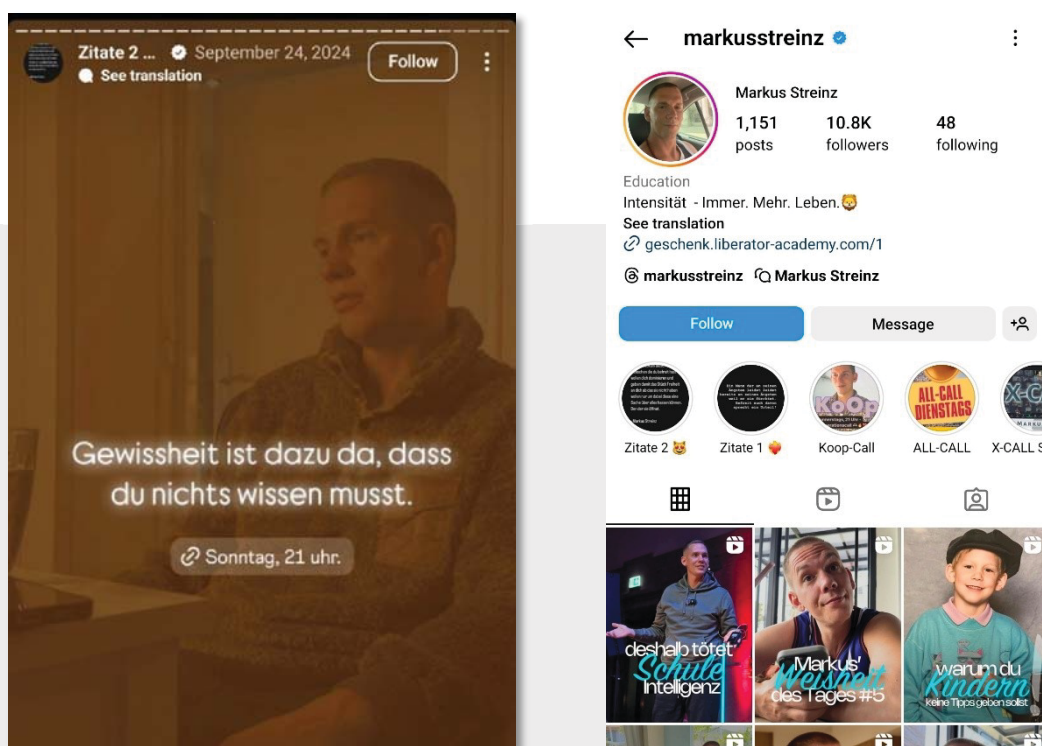 Zitate 2 ... September 24, 2024
Follow
See translation
Gewissheit ist dazu da, dass
du nichts wissen musst.
Sonntag, 21 uhr.
markusstreinz
Markus Streinz
1,151 10.8K 48
posts followers following
Education
Intensität - Immer. Mehr. Leben.🦁
See translation
geschenk.liberator-academy.com/1
markusstreinz Markus Streinz
Follow Message
KoOp
ALL-CALL
DIENSTAGS
X-C
Zitate 2 😻 Zitate 1 ❤️‍🔥 Koop-Call ALL-CALL X-CALL S
deshalb tötet
Schule
Intelligenz
Markus'
Weisheit
des Tages #5
warum du
Kindern
keine Tipps geben sollst